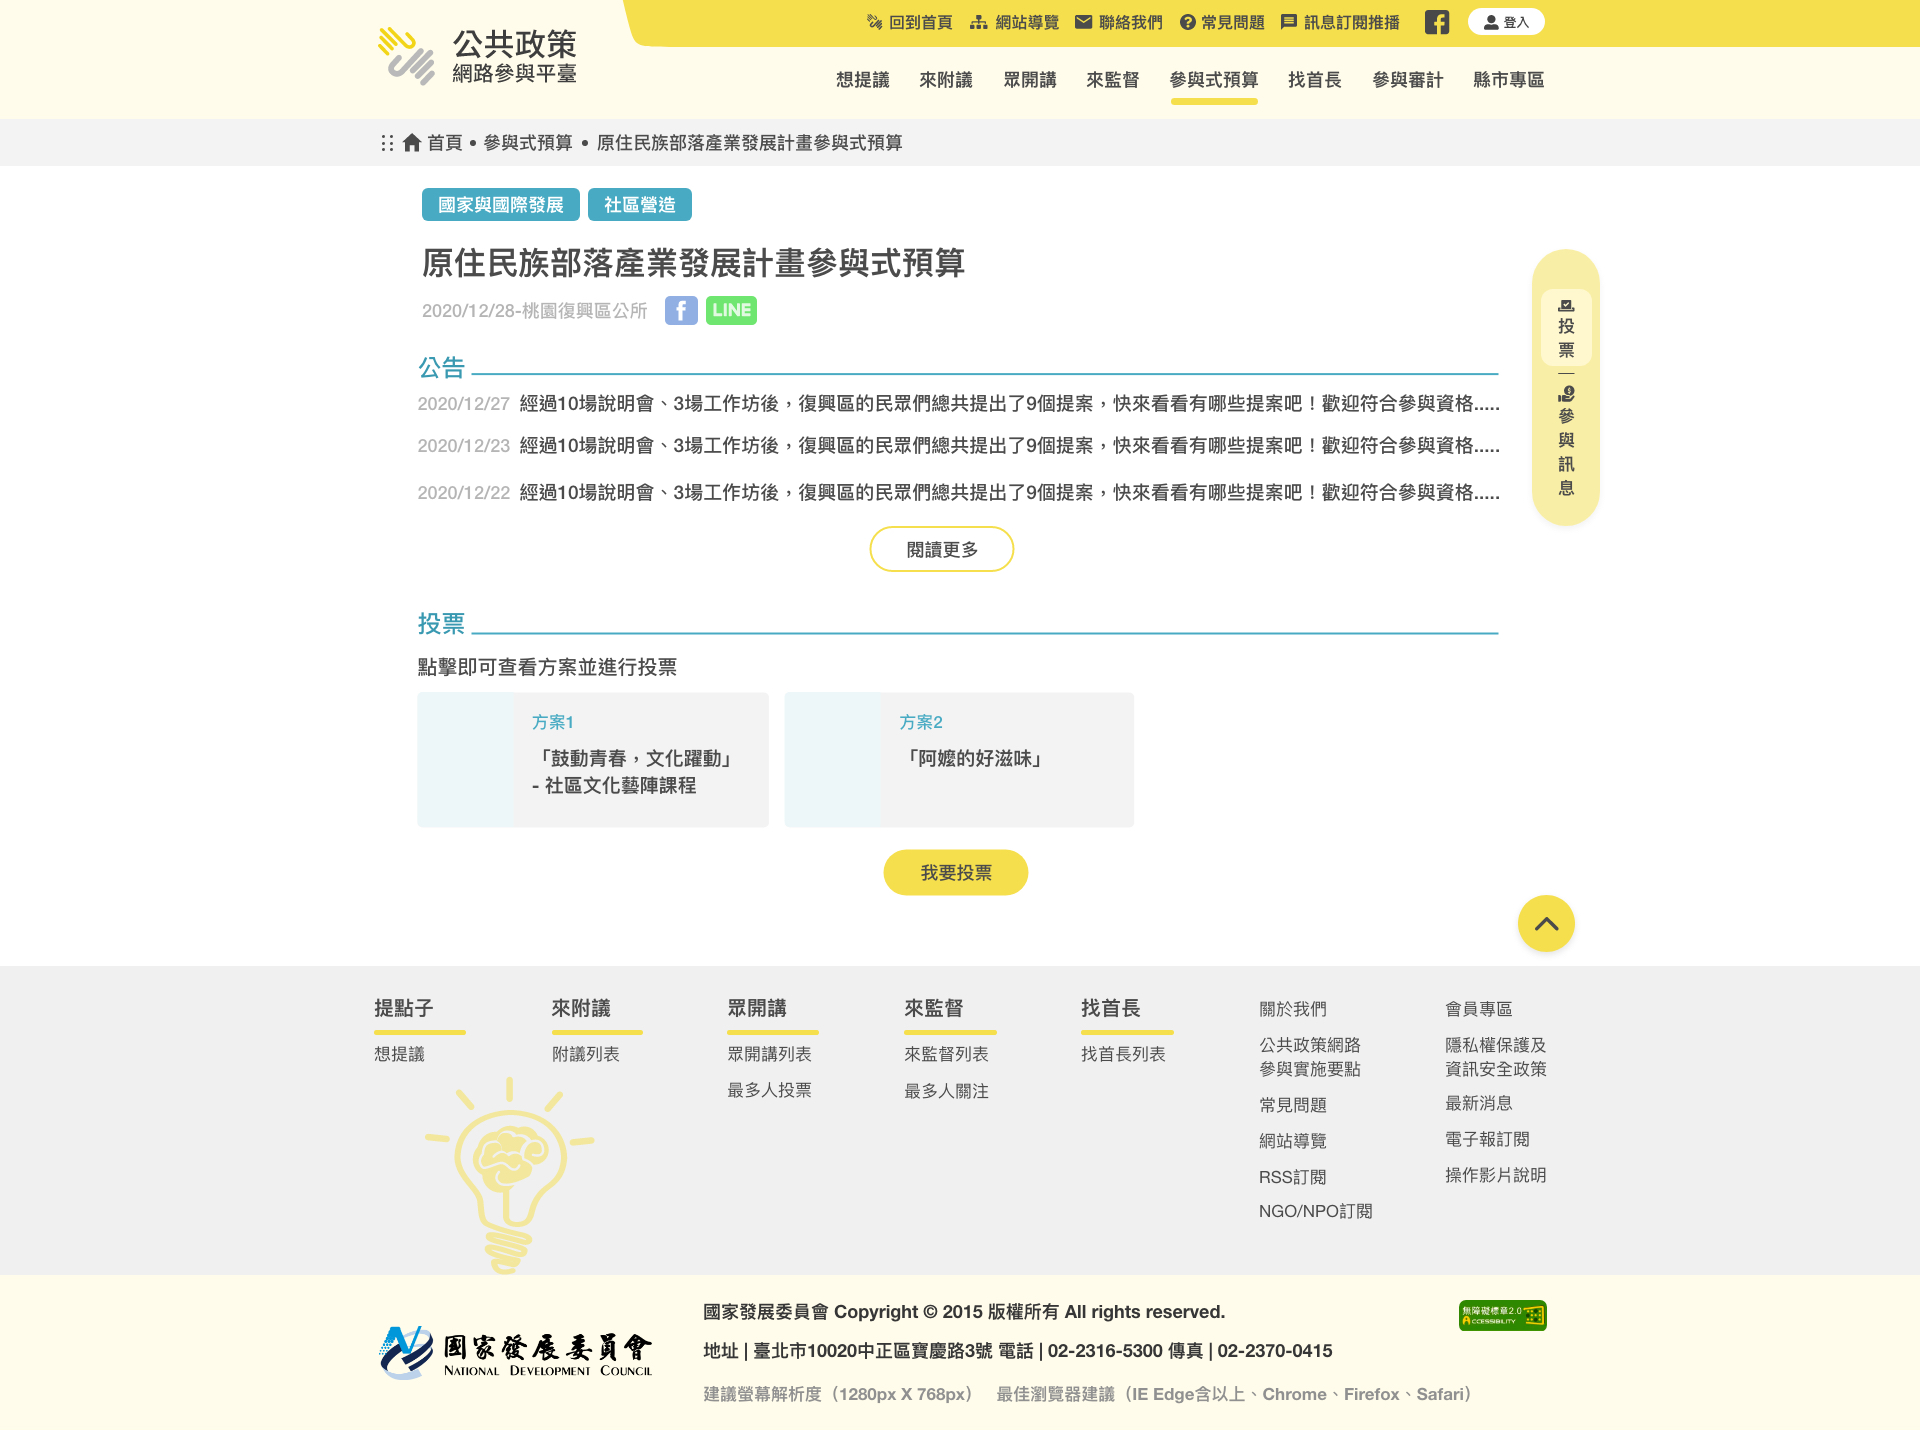 公共政策
網路參與平臺
回到首頁 網站導覽 聯絡我們 常見問題 訊息訂閱推播 登入
想提議 來附議 眾開講 來監督 參與式預算 找首長 參與審計 縣市專區
首頁 • 參與式預算 • 原住民族部落產業發展計畫參與式預算
國家與國際發展 社區營造
原住民族部落產業發展計畫參與式預算
2020/12/28-桃園復興區公所 f LINE
公告
2020/12/27 經過10場說明會、3場工作坊後，復興區的民眾們總共提出了9個提案，快來看看有哪些提案吧！歡迎符合參與資格.....
2020/12/23 經過10場說明會、3場工作坊後，復興區的民眾們總共提出了9個提案，快來看看有哪些提案吧！歡迎符合參與資格.....
2020/12/22 經過10場說明會、3場工作坊後，復興區的民眾們總共提出了9個提案，快來看看有哪些提案吧！歡迎符合參與資格.....
閱讀更多
投票
參與訊息
投票
點擊即可查看方案並進行投票
方案1
「鼓動青春，文化躍動」
- 社區文化藝陣課程
方案2
「阿嬤的好滋味」
我要投票
提點子
想提議
來附議
附議列表
眾開講
眾開講列表
最多人投票
來監督
來監督列表
最多人關注
找首長
找首長列表
關於我們
公共政策網路
參與實施要點
常見問題
網站導覽
RSS訂閱
NGO/NPO訂閱
會員專區
隱私權保護及
資訊安全政策
最新消息
電子報訂閱
操作影片說明
國家發展委員會
NATIONAL DEVELOPMENT COUNCIL
國家發展委員會 Copyright © 2015 版權所有 All rights reserved.
地址 | 臺北市10020中正區寶慶路3號 電話 | 02-2316-5300 傳真 | 02-2370-0415
建議螢幕解析度（1280px X 768px） 最佳瀏覽器建議（IE Edge含以上、Chrome、Firefox、Safari）
無障礙標章2.0
ACCESSIBILITY